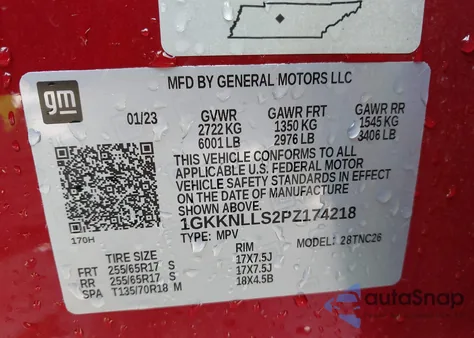 gm
MFD BY GENERAL MOTORS LLC
01/23 GVWR GAWR FRT GAWR RR
2722 KG 1350 KG 1545 KG
6001 LB 2976 LB 3406 LB
THIS VEHICLE CONFORMS TO ALL
APPLICABLE U.S. FEDERAL MOTOR
VEHICLE SAFETY STANDARDS IN EFFECT
ON THE DATE OF MANUFACTURE
SHOWN ABOVE.
1GKKNLLS2PZ174218
170H
TYPE: MPV MODEL: 28TNC26
TIRE SIZE RIM
FRT 255/65R17 S 17X7.5J
RR 255/65R17 S 17X7.5J
SPA T135/70R18 M 18X4.5B
autoSnap